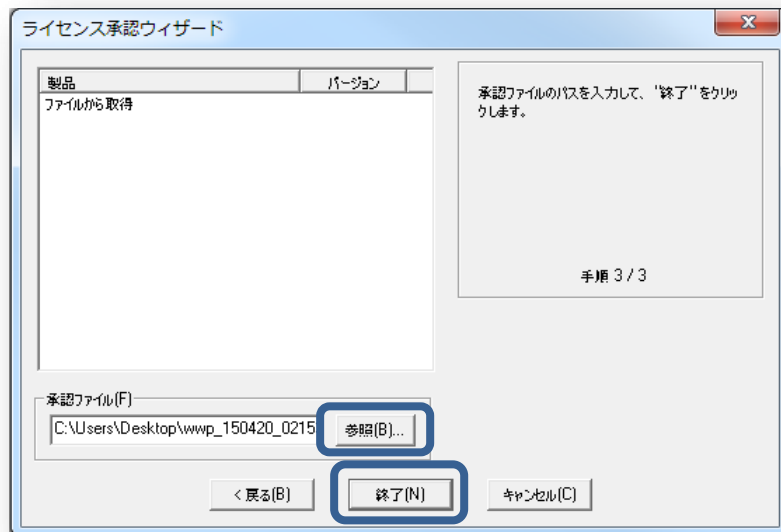 ライセンス承認ウィザード
製品 バージョン
ファイルから取得
承認ファイルのパスを入力して、"終了"をクリッ
クします。
手順 3 / 3
承認ファイル(F)
C:\Users\Desktop\wwp_150420_0215
参照(B)...
< 戻る(B) 終了(N) キャンセル(C)